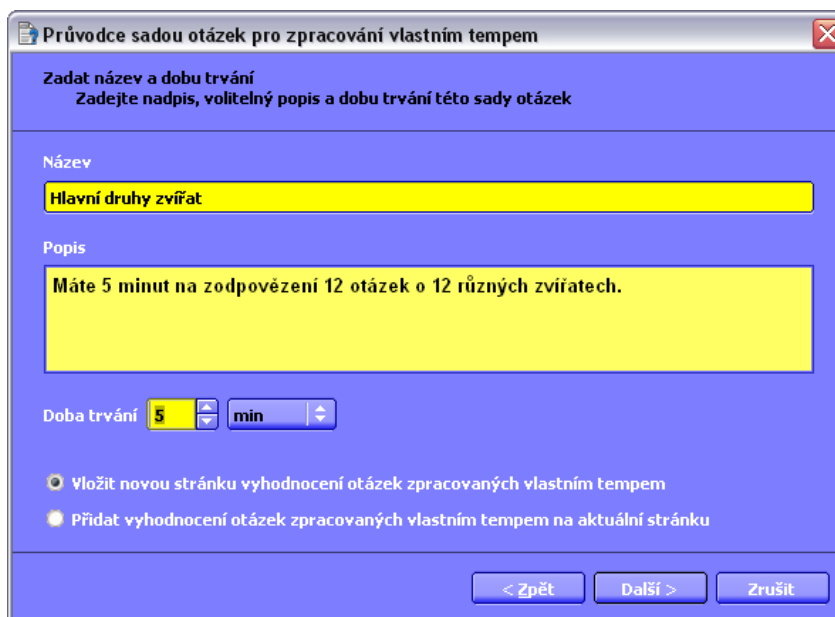 Průvodce sadou otázek pro zpracování vlastním tempem
Zadat název a dobu trvání
Zadejte nadpis, volitelný popis a dobu trvání této sady otázek
Název
Hlavní druhy zvířat
Popis
Máte 5 minut na zodpovězení 12 otázek o 12 různých zvířatech.
Doba trvání 5 min
Vložit novou stránku vyhodnocení otázek zpracovaných vlastním tempem
Přidat vyhodnocení otázek zpracovaných vlastním tempem na aktuální stránku
< Zpět Další > Zrušit